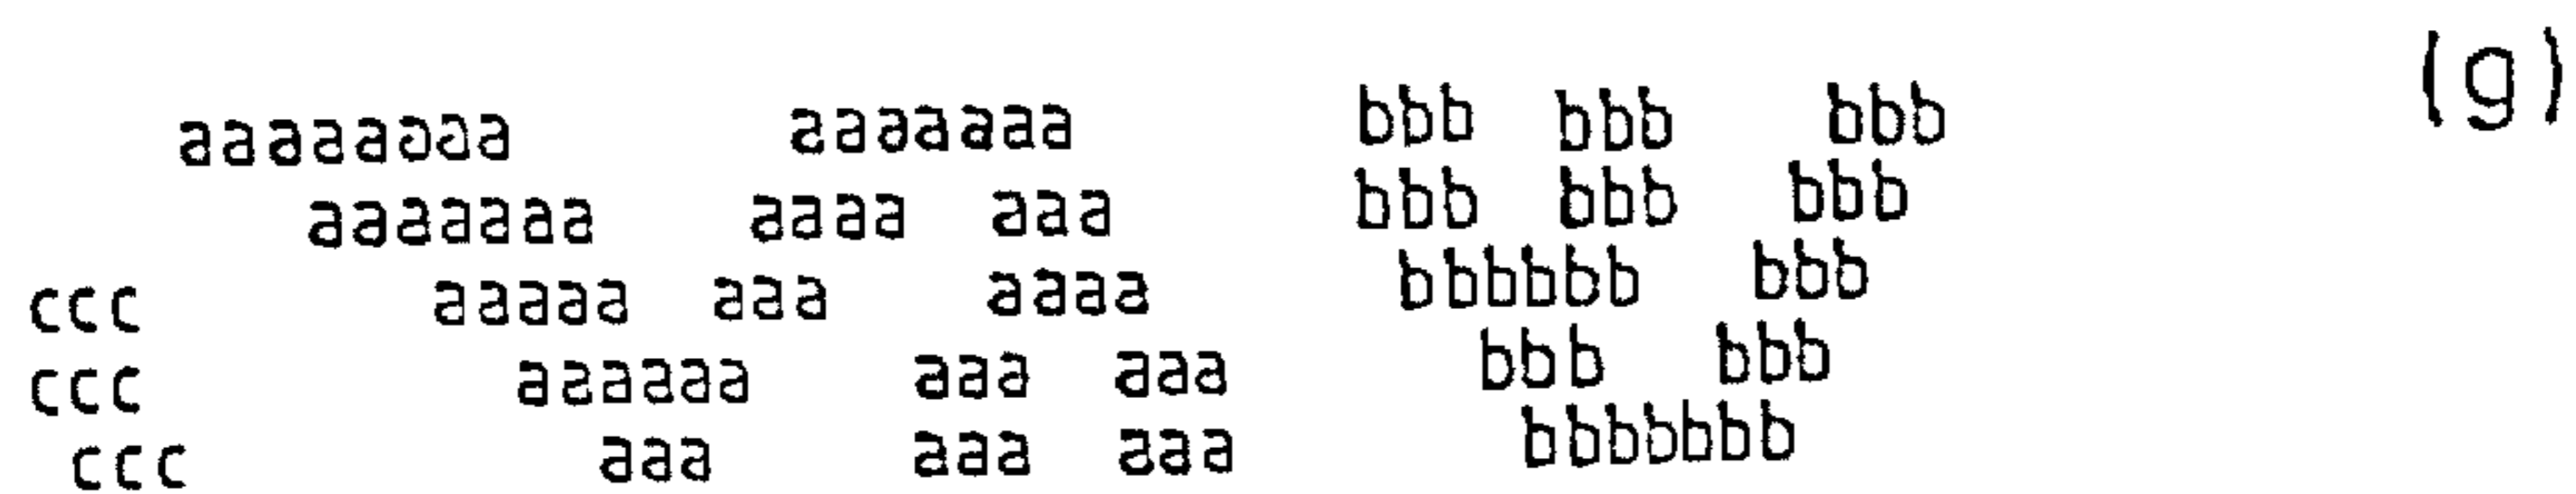 aaaaaaaa aaaaaaa bbb bbb bbb (g)
aaaaaaa aaaa aaa bbb bbb bbb
ccc aaaaa aaa aaaa bbbbbb bbb
ccc aaaaaa aaa aaa bbb bbb
ccc aaa aaa aaa bbbbbbb